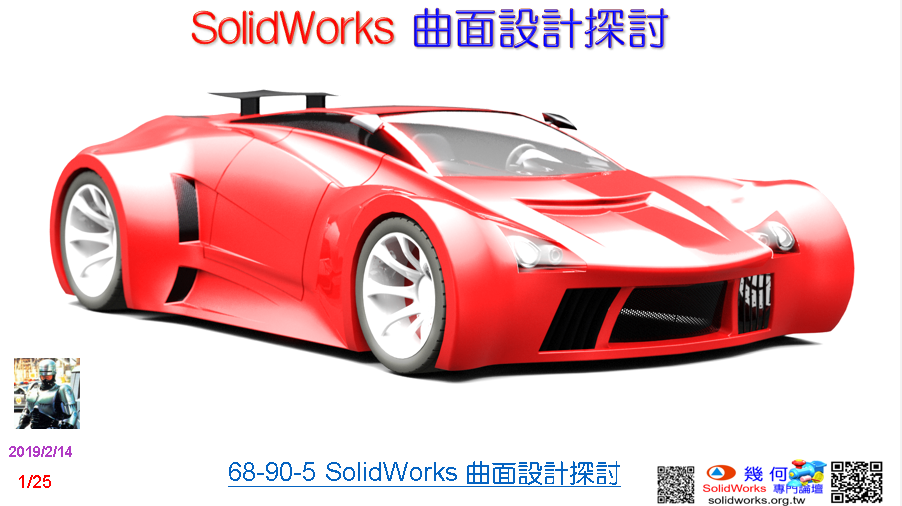 SolidWorks 曲面設計探討
2019/2/14
1/25
68-90-5 SolidWorks 曲面設計探討
幾何
SolidWorks 專門論壇
solidworks.org.tw